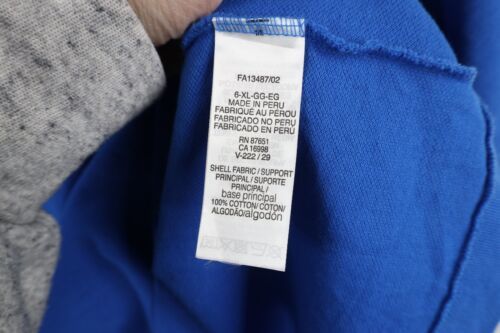 FA13487/02
6-XL-GG-EG
MADE IN PERU
FABRIQUÉ AU PÉROU
FABRICADO NO PERU
FABRICADO EN PERÚ
RN 87651
CA 16998
V-222 / 29
SHELL FABRIC / SUPPORT
PRINCIPAL / SUPORTE
PRINCIPAL /
base principal
100% COTTON/COTON/
ALGODÃO/algodón